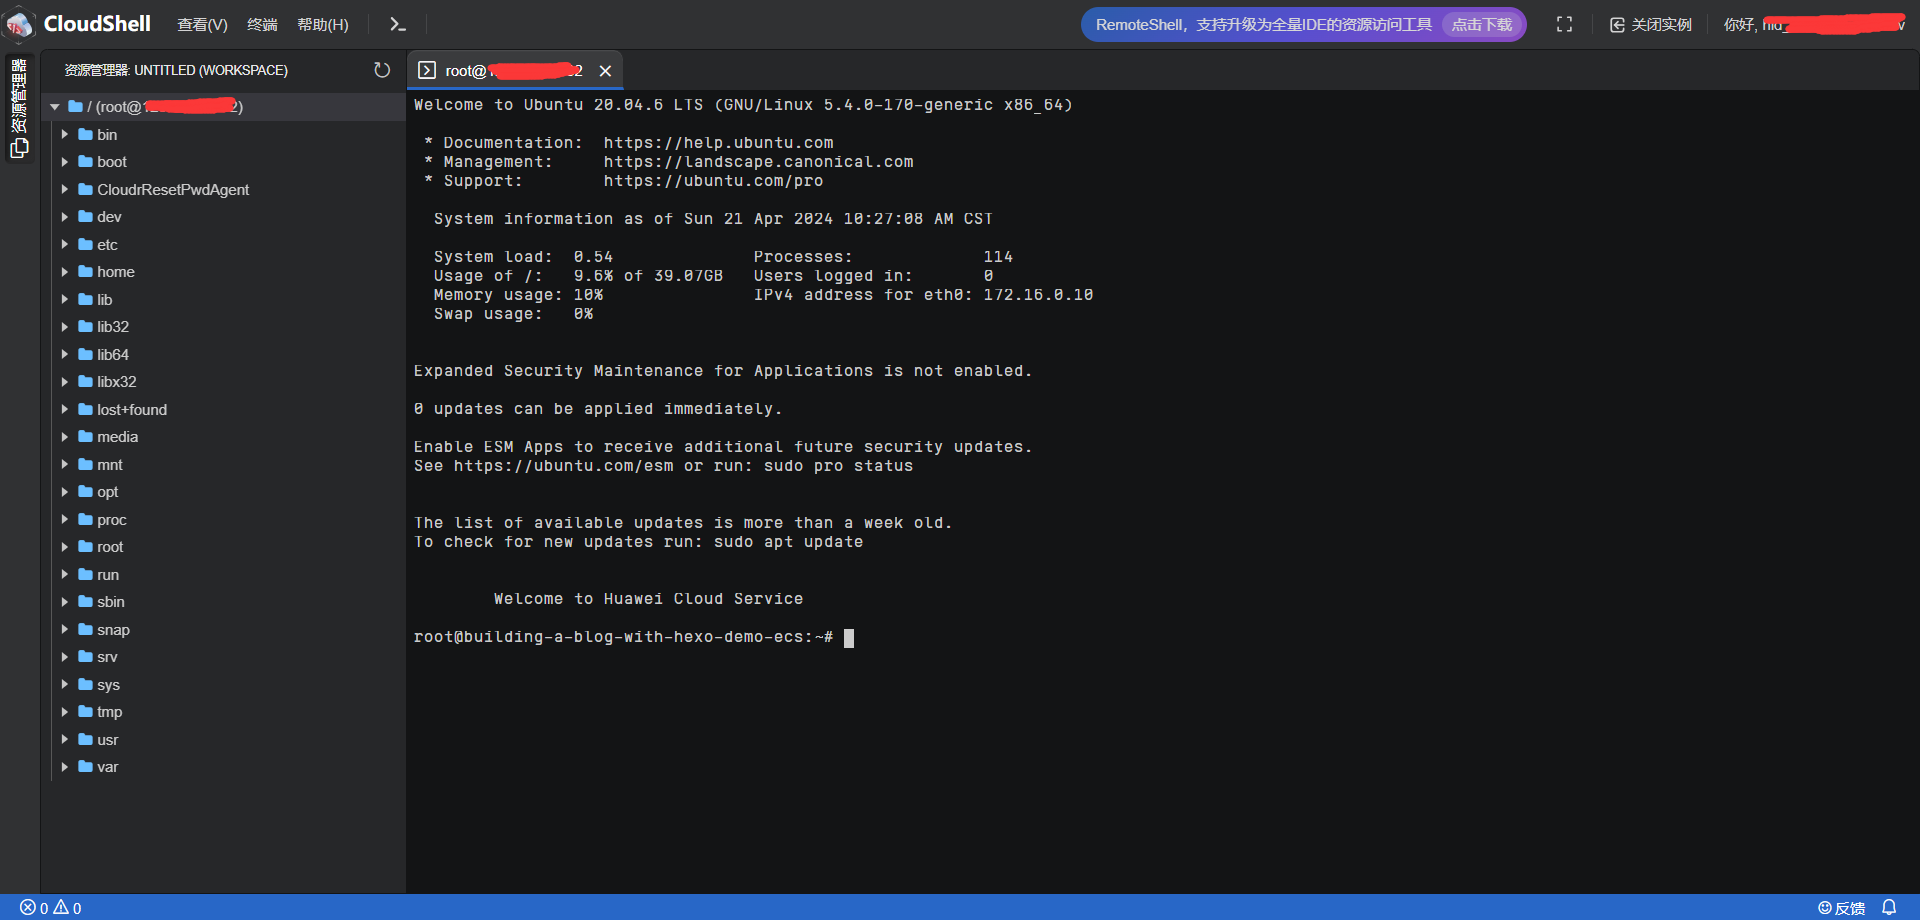 CloudShell 查看(V) 终端 帮助(H) RemoteShell，支持升级为全量IDE的资源访问工具 点击下载 关闭实例 你好,
资源管理器
资源管理器: UNTITLED (WORKSPACE)
/ (root@
bin
boot
CloudrResetPwdAgent
dev
etc
home
lib
lib32
lib64
libx32
lost+found
media
mnt
opt
proc
root
run
sbin
snap
srv
sys
tmp
usr
var
root@
Welcome to Ubuntu 20.04.6 LTS (GNU/Linux 5.4.0-170-generic x86_64)
* Documentation:  https://help.ubuntu.com
* Management:     https://landscape.canonical.com
* Support:        https://ubuntu.com/pro
System information as of Sun 21 Apr 2024 10:27:08 AM CST
System load:  0.54              Processes:             114
Usage of /:   9.6% of 39.07GB   Users logged in:       0
Memory usage: 10%               IPv4 address for eth0: 172.16.0.10
Swap usage:   0%
Expanded Security Maintenance for Applications is not enabled.
0 updates can be applied immediately.
Enable ESM Apps to receive additional future security updates.
See https://ubuntu.com/esm or run: sudo pro status
The list of available updates is more than a week old.
To check for new updates run: sudo apt update
Welcome to Huawei Cloud Service
root@building-a-blog-with-hexo-demo-ecs:~#
0 0 反馈